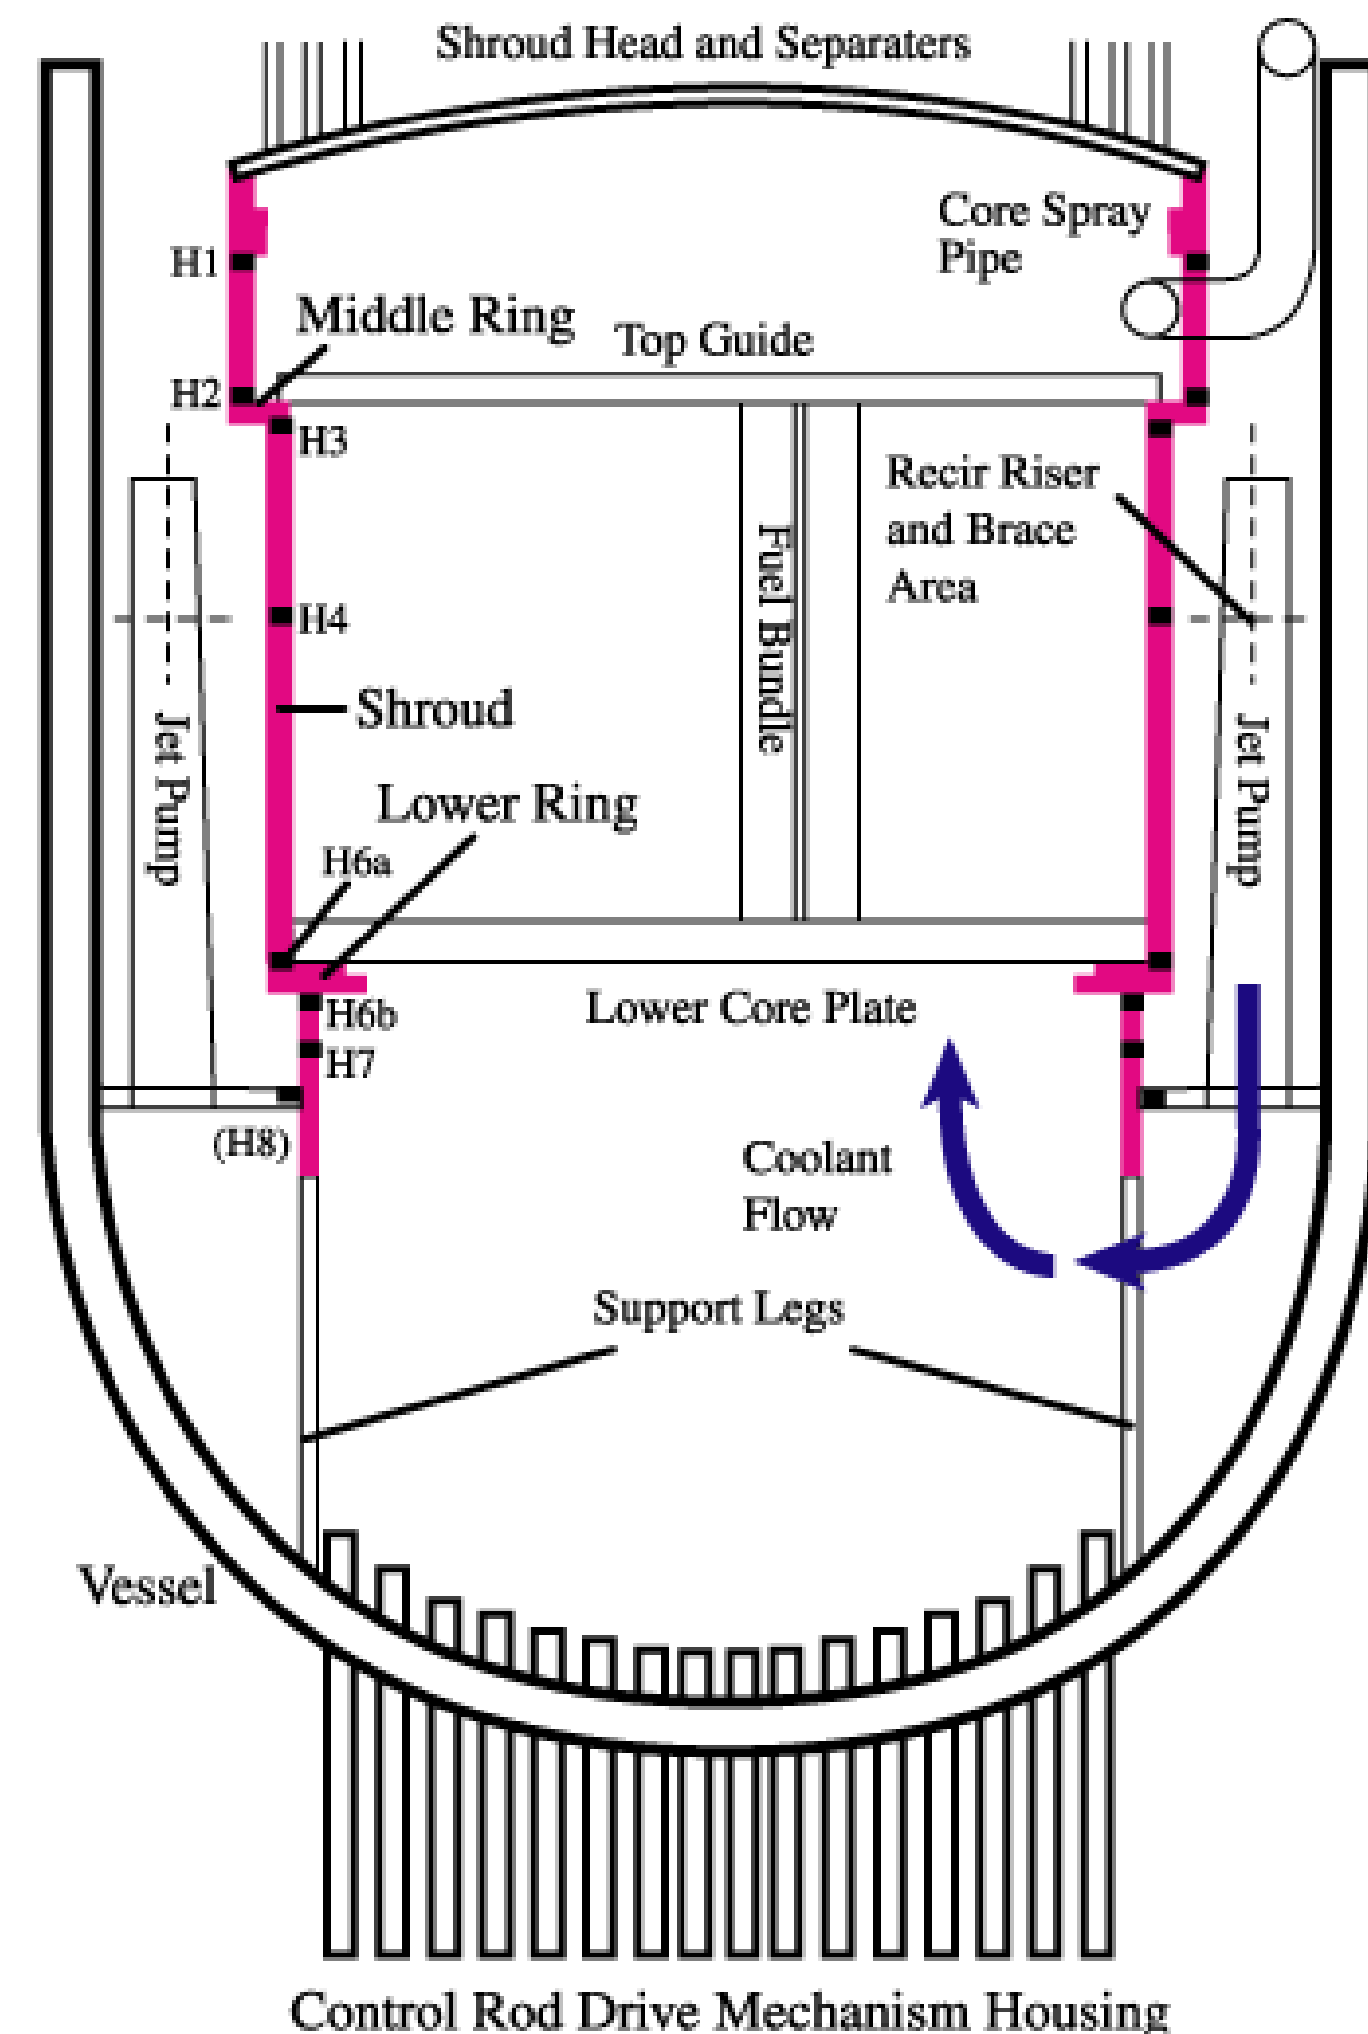 Shroud Head and Separaters
Core Spray
Pipe
H1
Middle Ring
Top Guide
H2
H3
Recir Riser
and Brace
Area
Fuel Bundle
H4
Shroud
Jet Pump
Jet Pump
Lower Ring
H6a
H6b
Lower Core Plate
H7
(H8)
Coolant
Flow
Support Legs
Vessel
Control Rod Drive Mechanism Housing